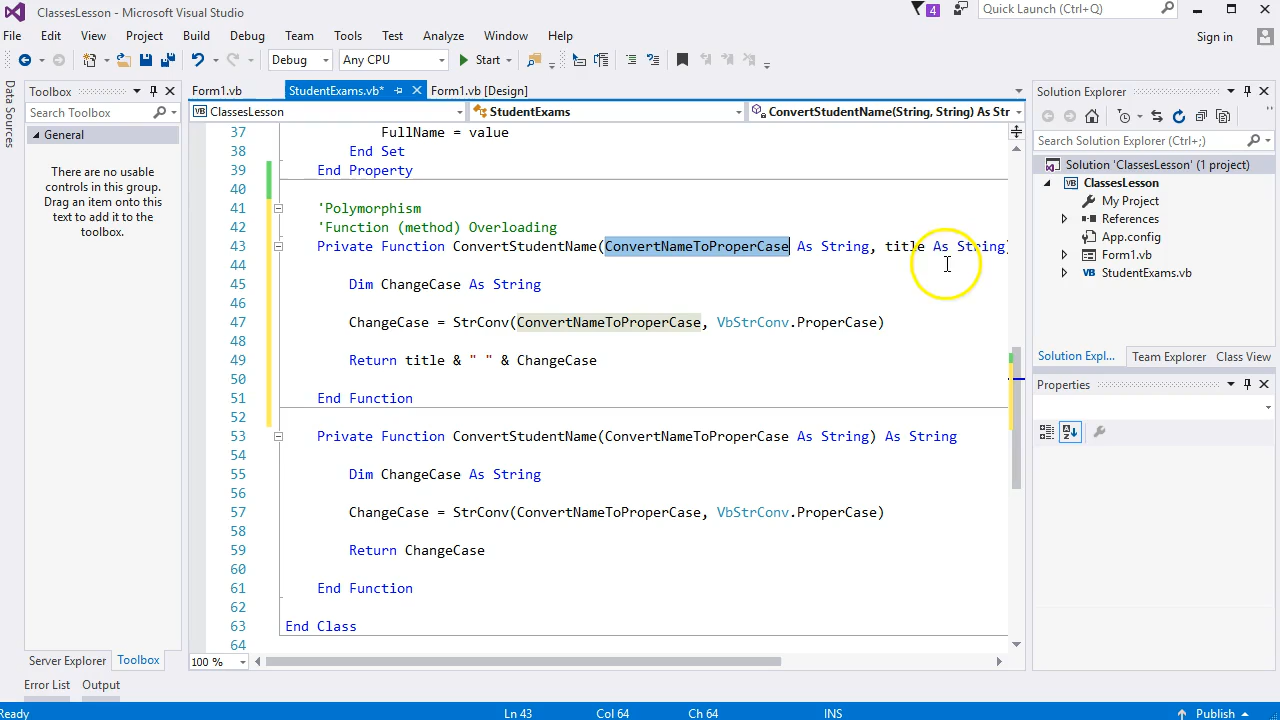 ClassesLesson - Microsoft Visual Studio
4
Quick Launch (Ctrl+Q)
File Edit View Project Build Debug Team Tools Test Analyze Window Help
Sign in
Debug Any CPU Start
Data Sources
Toolbox
Search Toolbox
General
There are no usable
controls in this group.
Drag an item onto this
text to add it to the
toolbox.
Server Explorer Toolbox
Form1.vb StudentExams.vb* Form1.vb [Design]
ClassesLesson StudentExams ConvertStudentName(String, String) As Str
37 FullName = value
38 End Set
39 End Property
40
41 'Polymorphism
42 'Function (method) Overloading
43 Private Function ConvertStudentName(ConvertNameToProperCase As String, title As String)
44
45 Dim ChangeCase As String
46
47 ChangeCase = StrConv(ConvertNameToProperCase, VbStrConv.ProperCase)
48
49 Return title & " " & ChangeCase
50
51 End Function
52
53 Private Function ConvertStudentName(ConvertNameToProperCase As String) As String
54
55 Dim ChangeCase As String
56
57 ChangeCase = StrConv(ConvertNameToProperCase, VbStrConv.ProperCase)
58
59 Return ChangeCase
60
61 End Function
62
63 End Class
64
100 %
Solution Explorer
Search Solution Explorer (Ctrl+;)
Solution 'ClassesLesson' (1 project)
ClassesLesson
My Project
References
App.config
Form1.vb
VB StudentExams.vb
Solution Expl... Team Explorer Class View
Properties
Error List Output
Ready Ln 43 Col 64 Ch 64 INS Publish